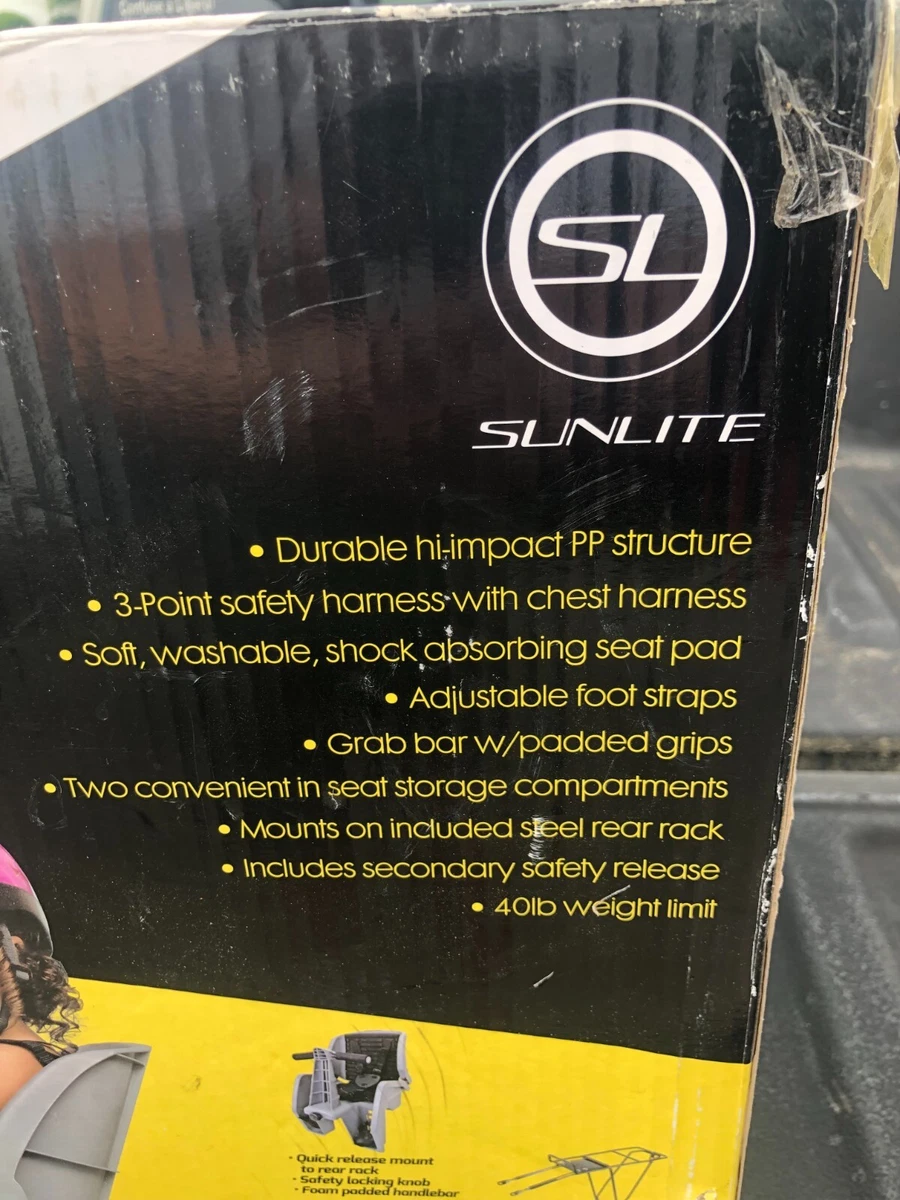 SL
SUNLITE
• Durable hi-impact PP structure
• 3-Point safety harness with chest harness
• Soft, washable, shock absorbing seat pad
• Adjustable foot straps
• Grab bar w/padded grips
• Two convenient in seat storage compartments
• Mounts on included steel rear rack
• Includes secondary safety release
• 40lb weight limit
• Quick release mount
to rear rack
• Safety locking knob
• Foam padded handlebar